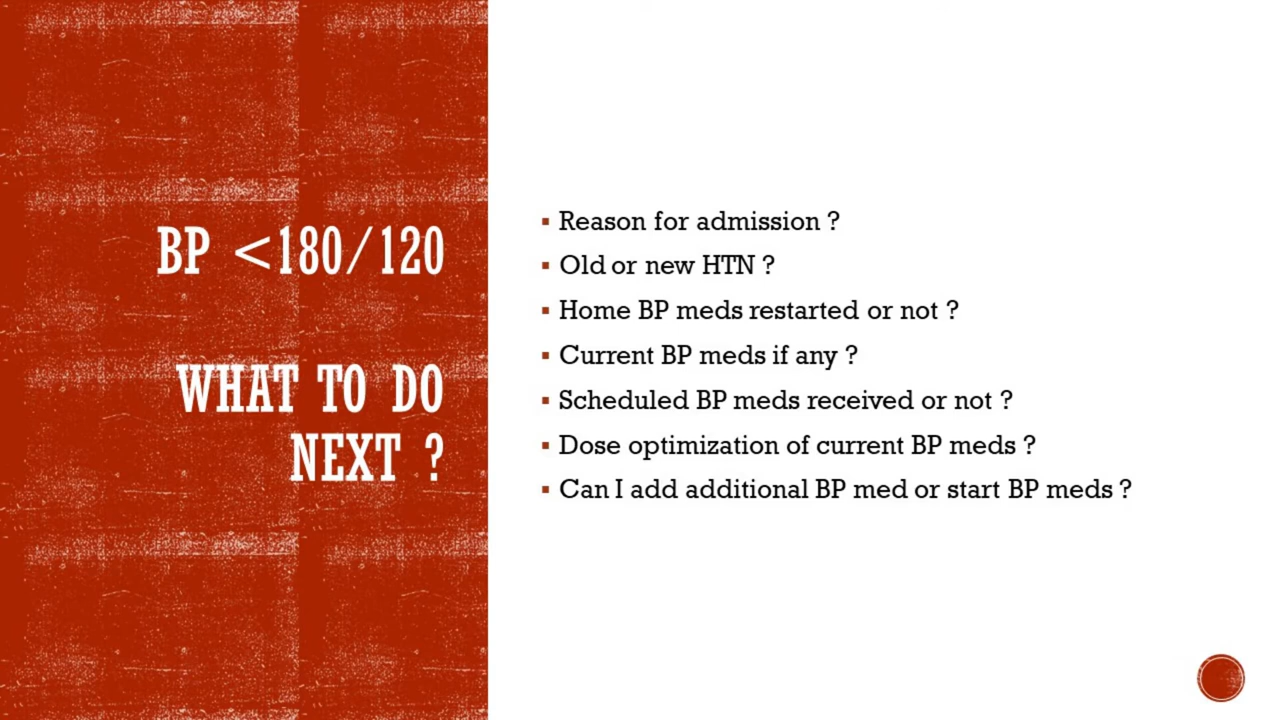 BP <180/120
WHAT TO DO
NEXT ?
▪ Reason for admission ?
▪ Old or new HTN ?
▪ Home BP meds restarted or not ?
▪ Current BP meds if any ?
▪ Scheduled BP meds received or not ?
▪ Dose optimization of current BP meds ?
▪ Can I add additional BP med or start BP meds ?